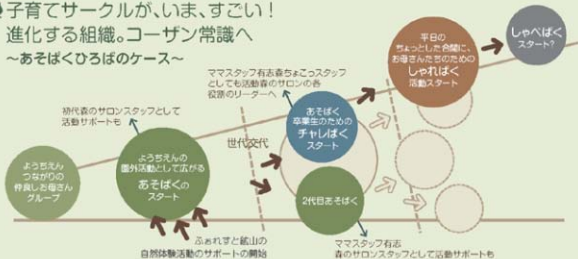 子育てサークルが、いま、すごい！
進化する組織。コーザン常識へ
～あそばくひろばのケース～
ようちえん
つながりの
仲良しお母さん
グループ
初代森のサロンスタッフとして
活動サポートも
ようちえんの
園外活動として広がる
あそばくの
スタート
ふぉれすと鉱山の
自然体験活動のサポートの開始
世代交代
ママスタッフ有志森ちょこっスタッフ
としても活動森のサロンの各
役割のリーダーへ
あそばく
卒業生のための
チャレばく
スタート
2代目あそばく
ママスタッフ有志
森のサロンスタッフとして活動サポートも
平日の
ちょっとした合間に、
お母さんたちのための
しゃればく
活動スタート
しゃべばく
スタート？